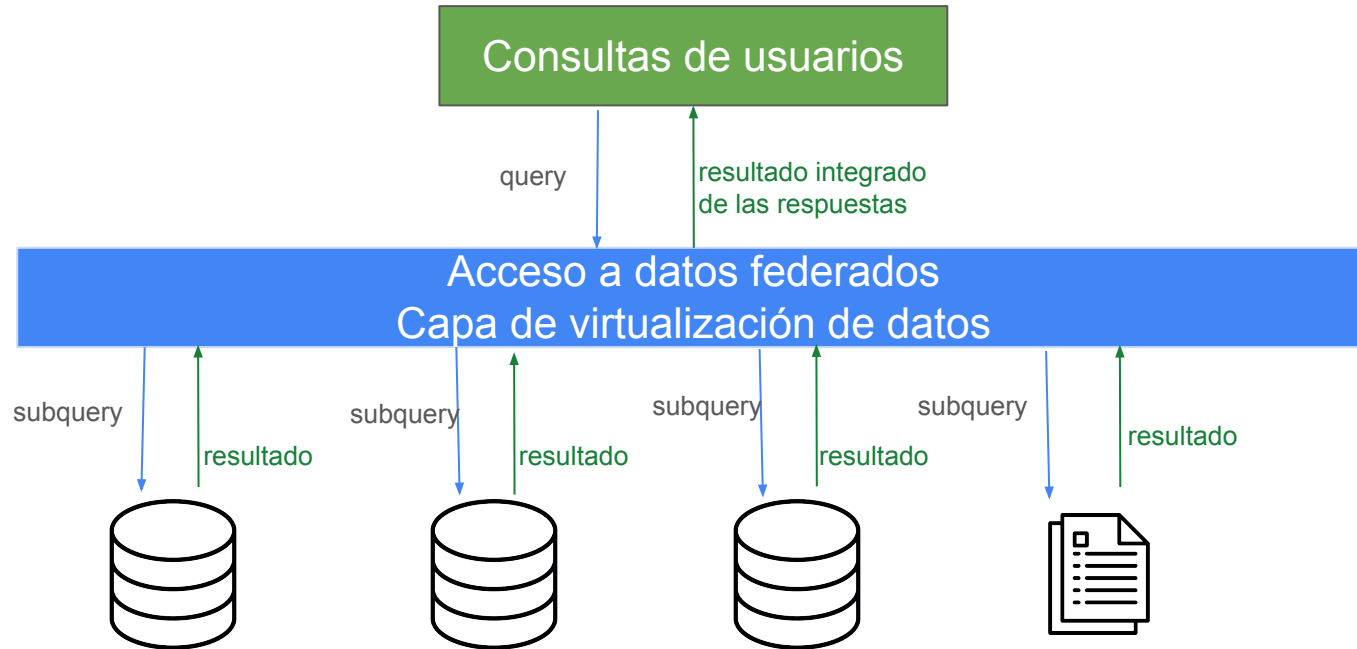 Consultas de usuarios
query
resultado integrado
de las respuestas
Acceso a datos federados
Capa de virtualización de datos
subquery
resultado
subquery
resultado
subquery
resultado
subquery
resultado